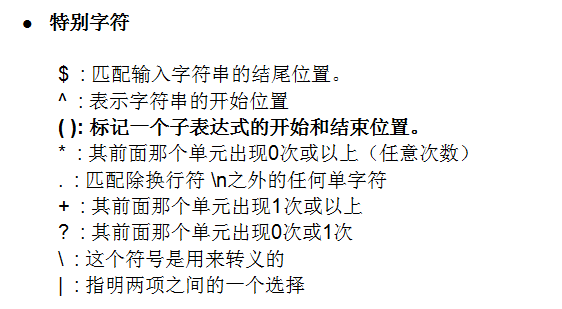 ● 特别字符
$ : 匹配输入字符串的结尾位置。
^ : 表示字符串的开始位置
( ): 标记一个子表达式的开始和结束位置。
* : 其前面那个单元出现0次或以上（任意次数）
. : 匹配除换行符 \n之外的任何单字符
+ : 其前面那个单元出现1次或以上
? : 其前面那个单元出现0次或1次
\ : 这个符号是用来转义的
| : 指明两项之间的一个选择